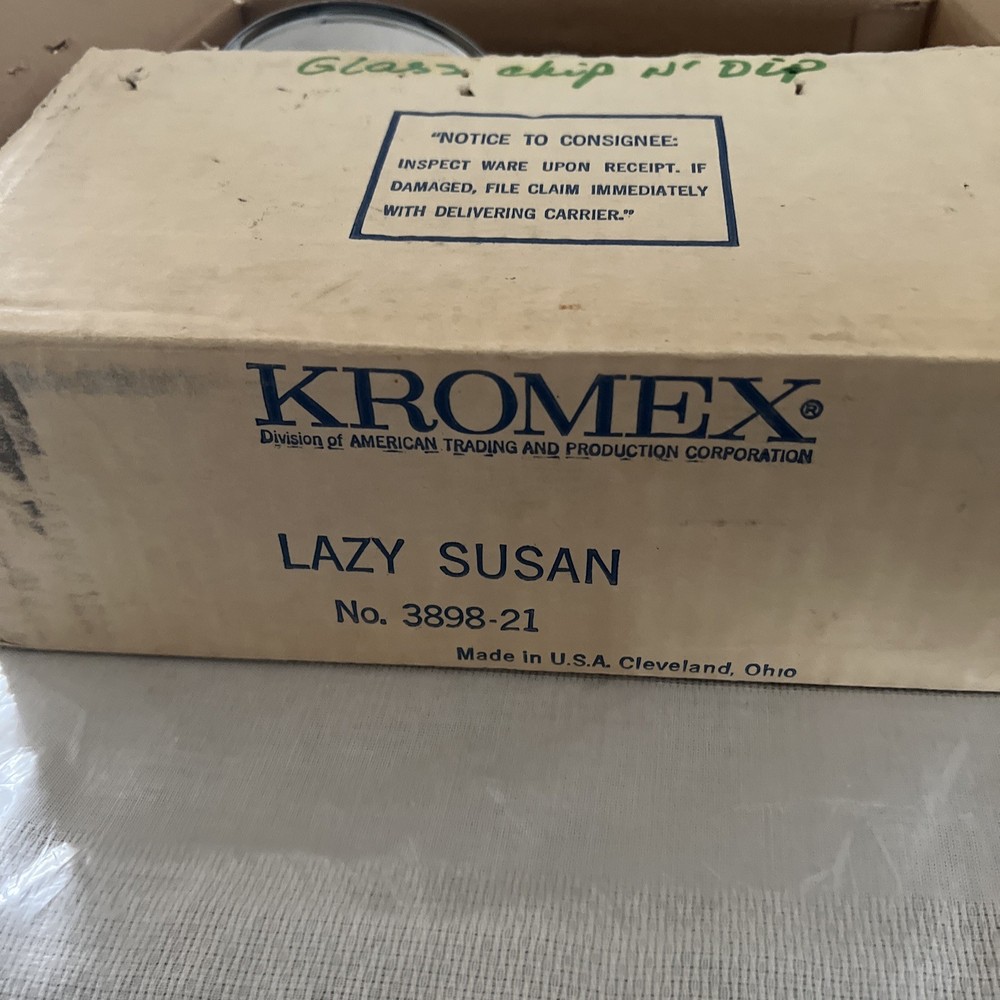 Glass chip N' Dip
"NOTICE TO CONSIGNEE:
INSPECT WARE UPON RECEIPT. IF
DAMAGED, FILE CLAIM IMMEDIATELY
WITH DELIVERING CARRIER."
KROMEX®
Division of AMERICAN TRADING AND PRODUCTION CORPORATION
LAZY SUSAN
No. 3898-21
Made in U.S.A. Cleveland, Ohio